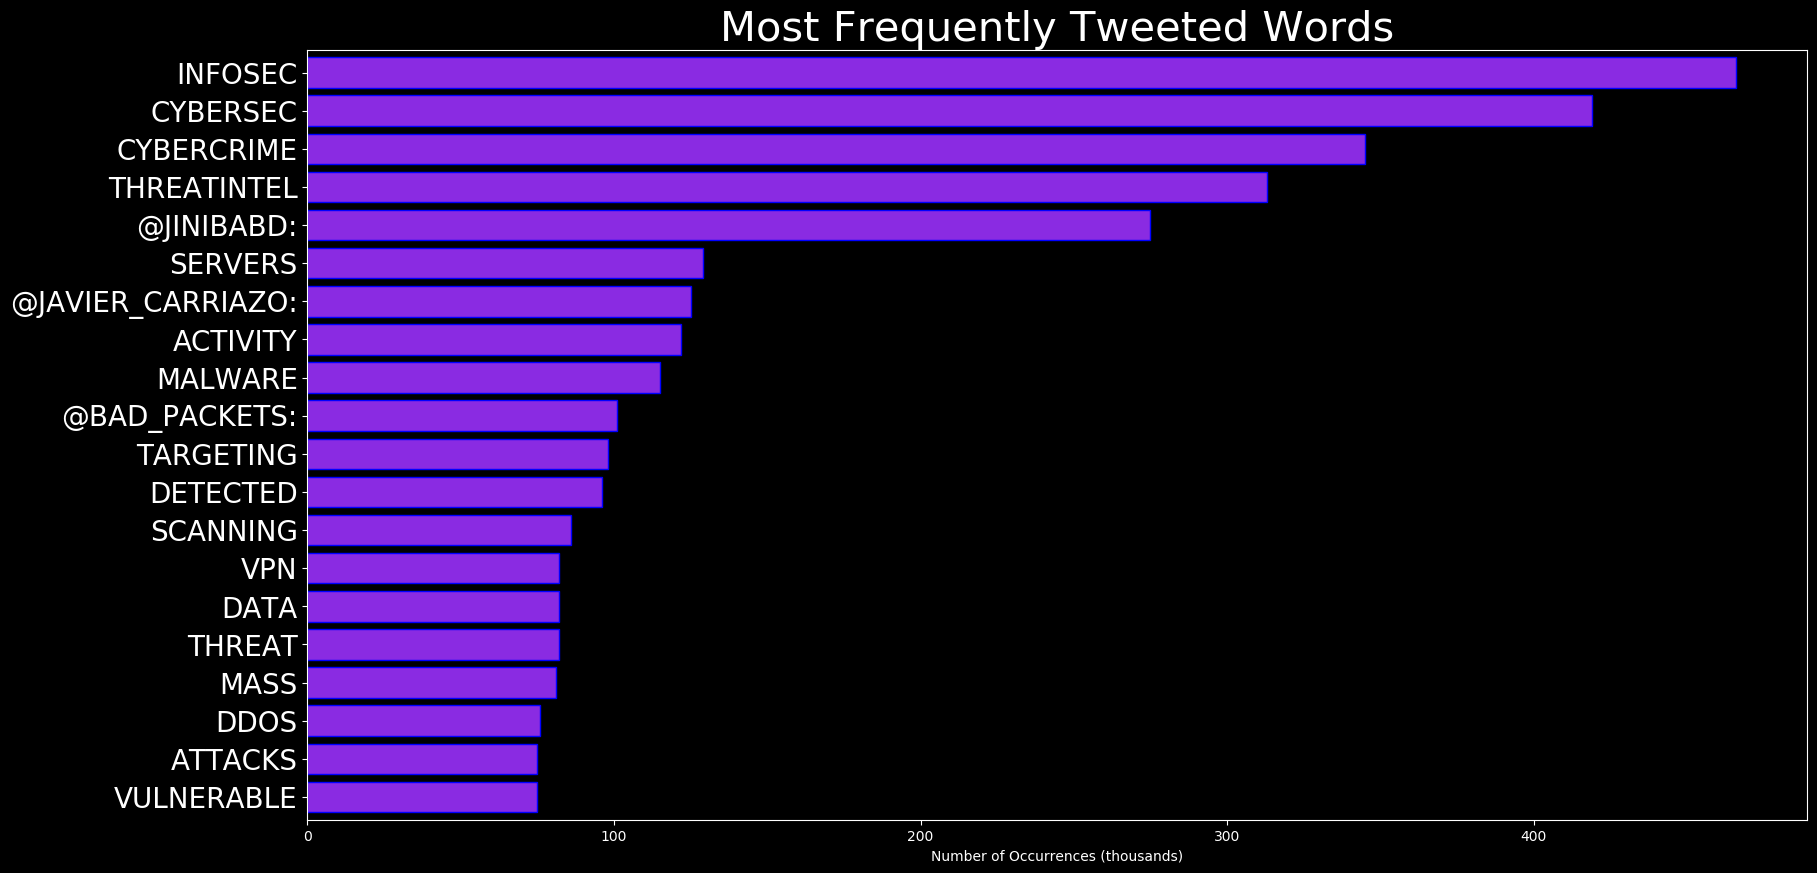 Most Frequently Tweeted Words
INFOSEC
CYBERSEC
CYBERCRIME
THREATINTEL
@JINIBABD:
SERVERS
@JAVIER_CARRIAZO:
ACTIVITY
MALWARE
@BAD_PACKETS:
TARGETING
DETECTED
SCANNING
VPN
DATA
THREAT
MASS
DDOS
ATTACKS
VULNERABLE
0 100 200 300 400
Number of Occurrences (thousands)